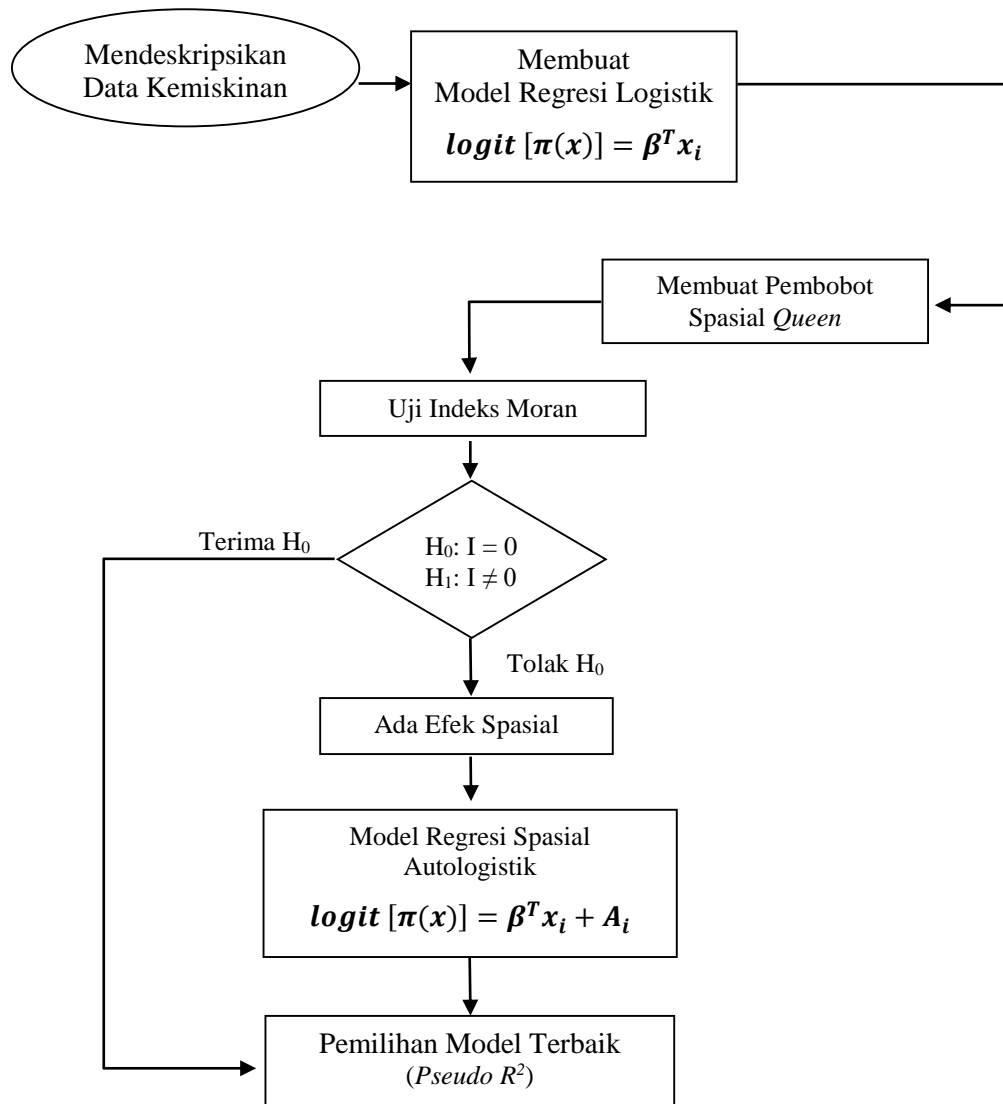 Mendeskripsikan
Data Kemiskinan
Membuat
Model Regresi Logistik
logit [π(x)] = βᵀxᵢ
Membuat Pembobot
Spasial Queen
Uji Indeks Moran
Terima H₀
H₀: I = 0
H₁: I ≠ 0
Tolak H₀
Ada Efek Spasial
Model Regresi Spasial
Autologistik
logit [π(x)] = βᵀxᵢ + Aᵢ
Pemilihan Model Terbaik
(Pseudo R²)